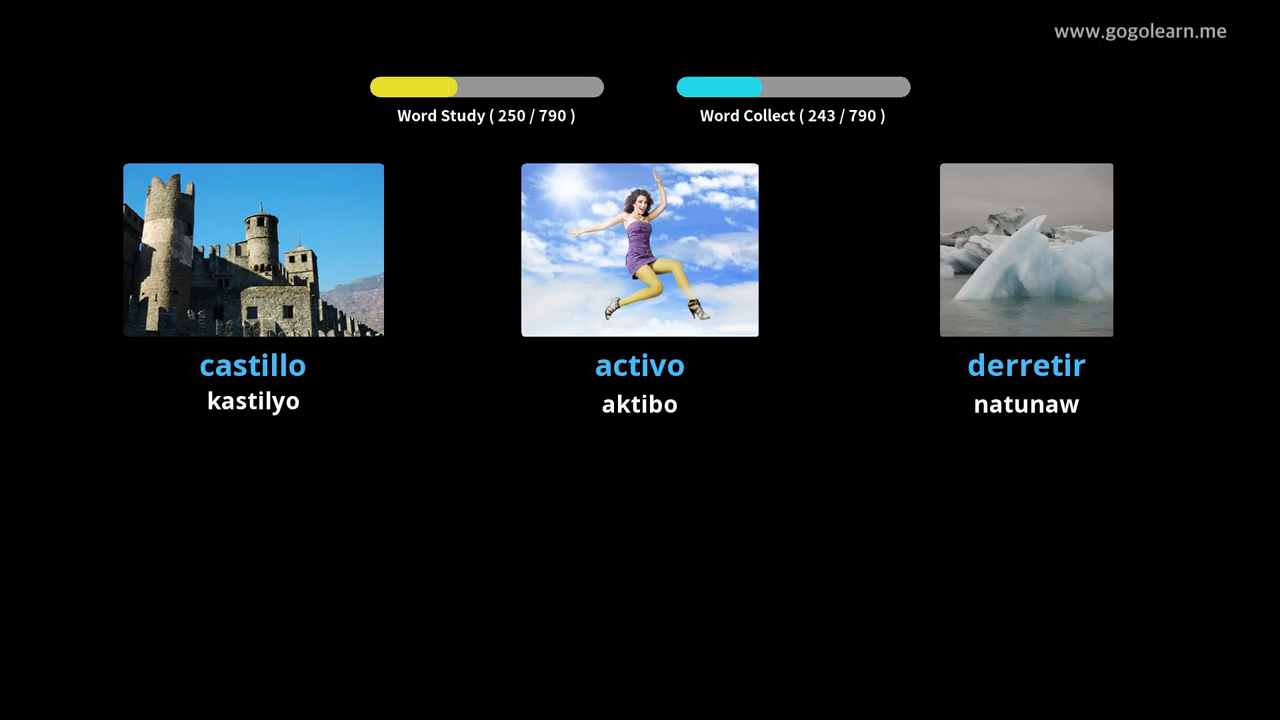 www.gogolearn.me
Word Study ( 250 / 790 )
Word Collect ( 243 / 790 )
castillo
kastilyo
activo
aktibo
derretir
natunaw